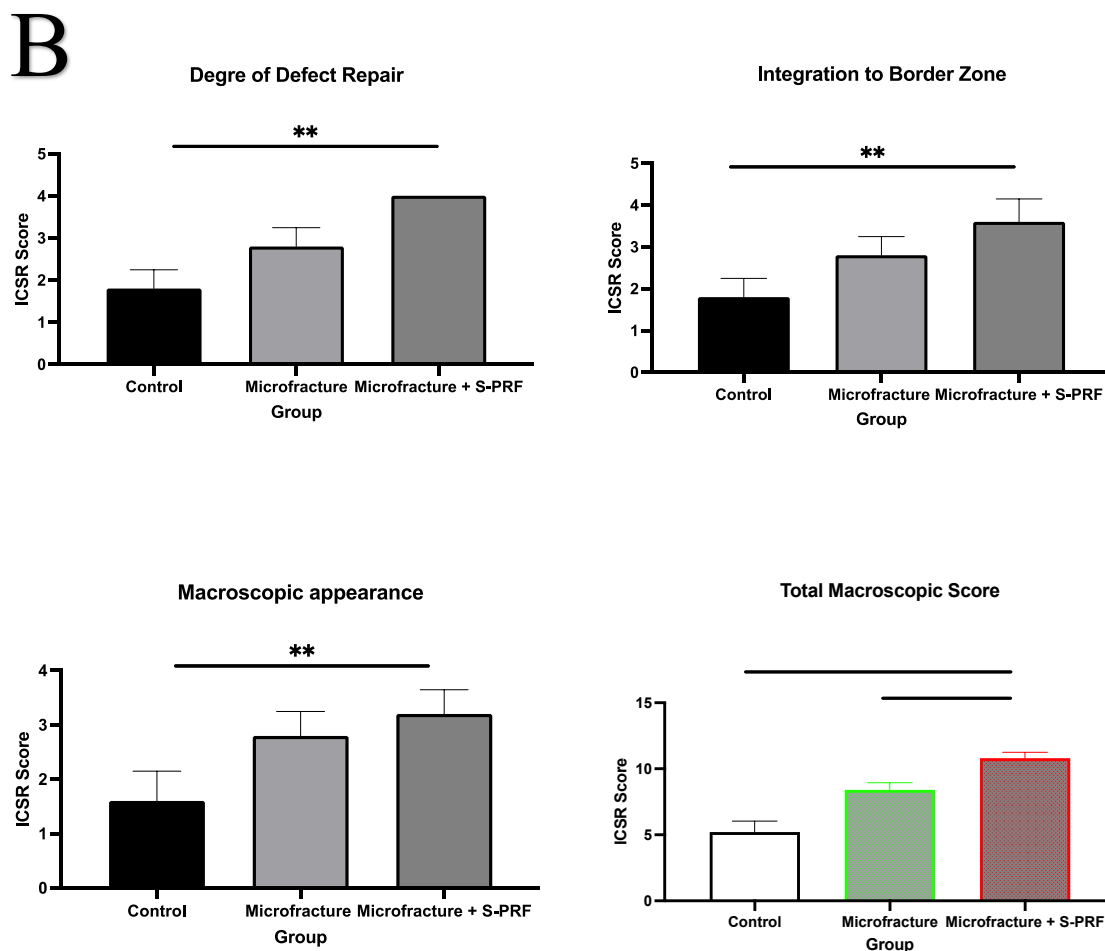 B
Degre of Defect Repair
**
5
4
3
2
1
0
ICSR Score
Control
Microfracture
Microfracture + S-PRF
Group
Integration to Border Zone
**
5
4
3
2
1
0
ICSR Score
Control
Microfracture
Microfracture + S-PRF
Group
Macroscopic appearance
**
4
3
2
1
0
ICSR Score
Control
Microfracture
Microfracture + S-PRF
Group
Total Macroscopic Score
15
10
5
0
ICSR Score
Control
Microfracture
Microfracture + S-PRF
Group